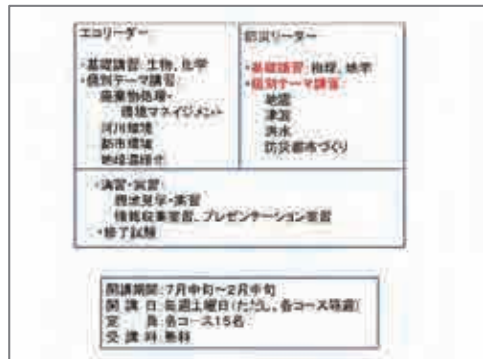 エコリーダー
・基礎講習:生物、化学
・個別テーマ講習
廃棄物処理・
環境マネイジメント
河川環境
都市環境
地球温暖化
防災リーダー
・基礎講習:物理、地学
・個別テーマ講習
地震
津波
洪水
防災都市づくり
・演習・実習
現地見学・実習
情報収集実習、プレゼンテーション実習
・修了試験
開講期間:7月中旬~2月中旬
開 講 日:毎週土曜日(ただし、各コース隔週)
定 員:各コース15名
受 講 料:無料